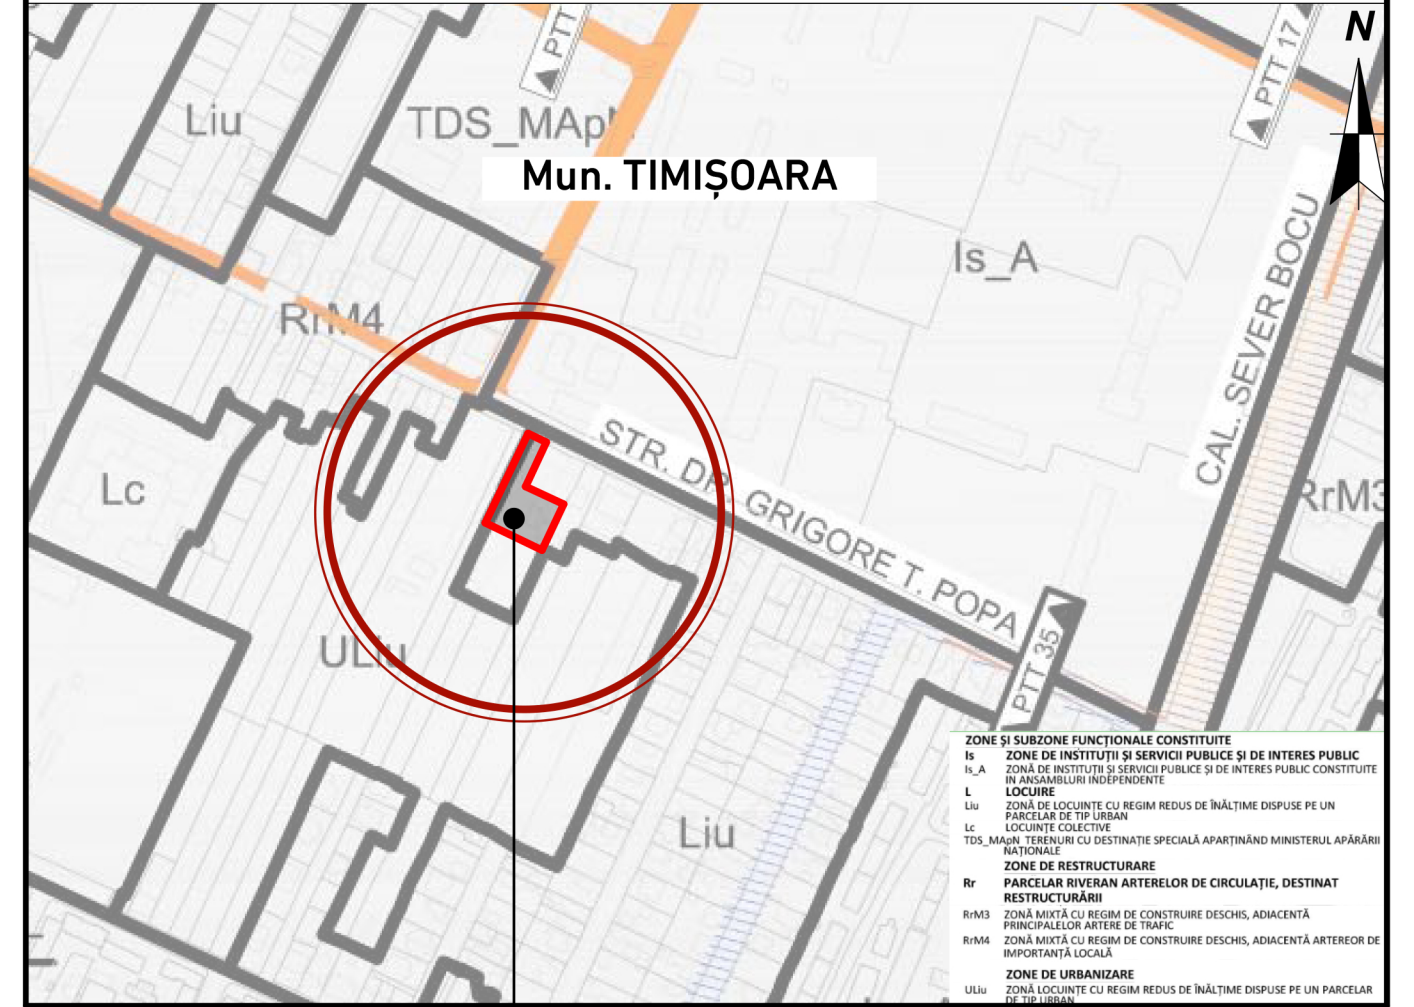 PTT
PTT 17
N
Liu
TDS_MApN
Mun. TIMIȘOARA
Is_A
CAL. SEVER BOCU
RrM4
STR. DR. GRIGORE T. POPA
Lc
RrM3
ULiu
PTT 35
Liu
ZONE ȘI SUBZONE FUNCȚIONALE CONSTITUITE
Is ZONE DE INSTITUȚII ȘI SERVICII PUBLICE ȘI DE INTERES PUBLIC
Is_A ZONĂ DE INSTITUȚII ȘI SERVICII PUBLICE ȘI DE INTERES PUBLIC CONSTITUITE
IN ANSAMBLURI INDEPENDENTE
L LOCUIRE
Liu ZONĂ DE LOCUINȚE CU REGIM REDUS DE ÎNĂLȚIME DISPUSE PE UN
PARCELAR DE TIP URBAN
Lc LOCUINȚE COLECTIVE
TDS_MApN TERENURI CU DESTINAȚIE SPECIALĂ APARȚINÂND MINISTERUL APĂRĂRII
NAȚIONALE
ZONE DE RESTRUCTURARE
Rr PARCELAR RIVERAN ARTERELOR DE CIRCULAȚIE, DESTINAT
RESTRUCTURĂRII
RrM3 ZONĂ MIXTĂ CU REGIM DE CONSTRUIRE DESCHIS, ADIACENTĂ
PRINCIPALELOR ARTERE DE TRAFIC
RrM4 ZONĂ MIXTĂ CU REGIM DE CONSTRUIRE DESCHIS, ADIACENTĂ ARTEREOR DE
IMPORTANȚĂ LOCALĂ
ZONE DE URBANIZARE
ULiu ZONĂ LOCUINȚE CU REGIM REDUS DE ÎNĂLȚIME DISPUSE PE UN PARCELAR
DE TIP URBAN